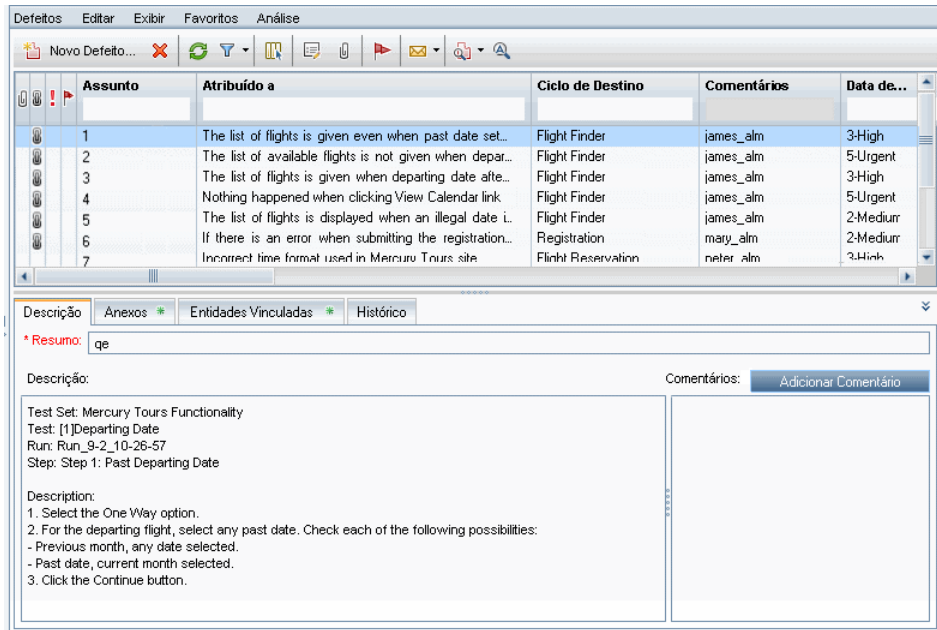 Defeitos Editar Exibir Favoritos Análise
Novo Defeito...
! Assunto Atribuído a Ciclo de Destino Comentários Data de...
1 The list of flights is given even when past date set... Flight Finder james_alm 3-High
2 The list of available flights is not given when depar... Flight Finder james_alm 5-Urgent
3 The list of flights is given when departing date afte... Flight Finder james_alm 3-High
4 Nothing happened when clicking View Calendar link Flight Finder james_alm 5-Urgent
5 The list of flights is displayed when an illegal date i... Flight Finder james_alm 2-Medium
6 If there is an error when submitting the registration... Registration mary_alm 2-Medium
7 Incorrect time format used in Mercury Tours site Flight Reservation peter_alm 3-High
Descrição Anexos * Entidades Vinculadas * Histórico
* Resumo: qe
Descrição: Comentários: Adicionar Comentário
Test Set: Mercury Tours Functionality
Test: [1]Departing Date
Run: Run_9-2_10-26-57
Step: Step 1: Past Departing Date
Description:
1. Select the One Way option.
2. For the departing flight, select any past date. Check each of the following possibilities:
- Previous month, any date selected.
- Past date, current month selected.
3. Click the Continue button.